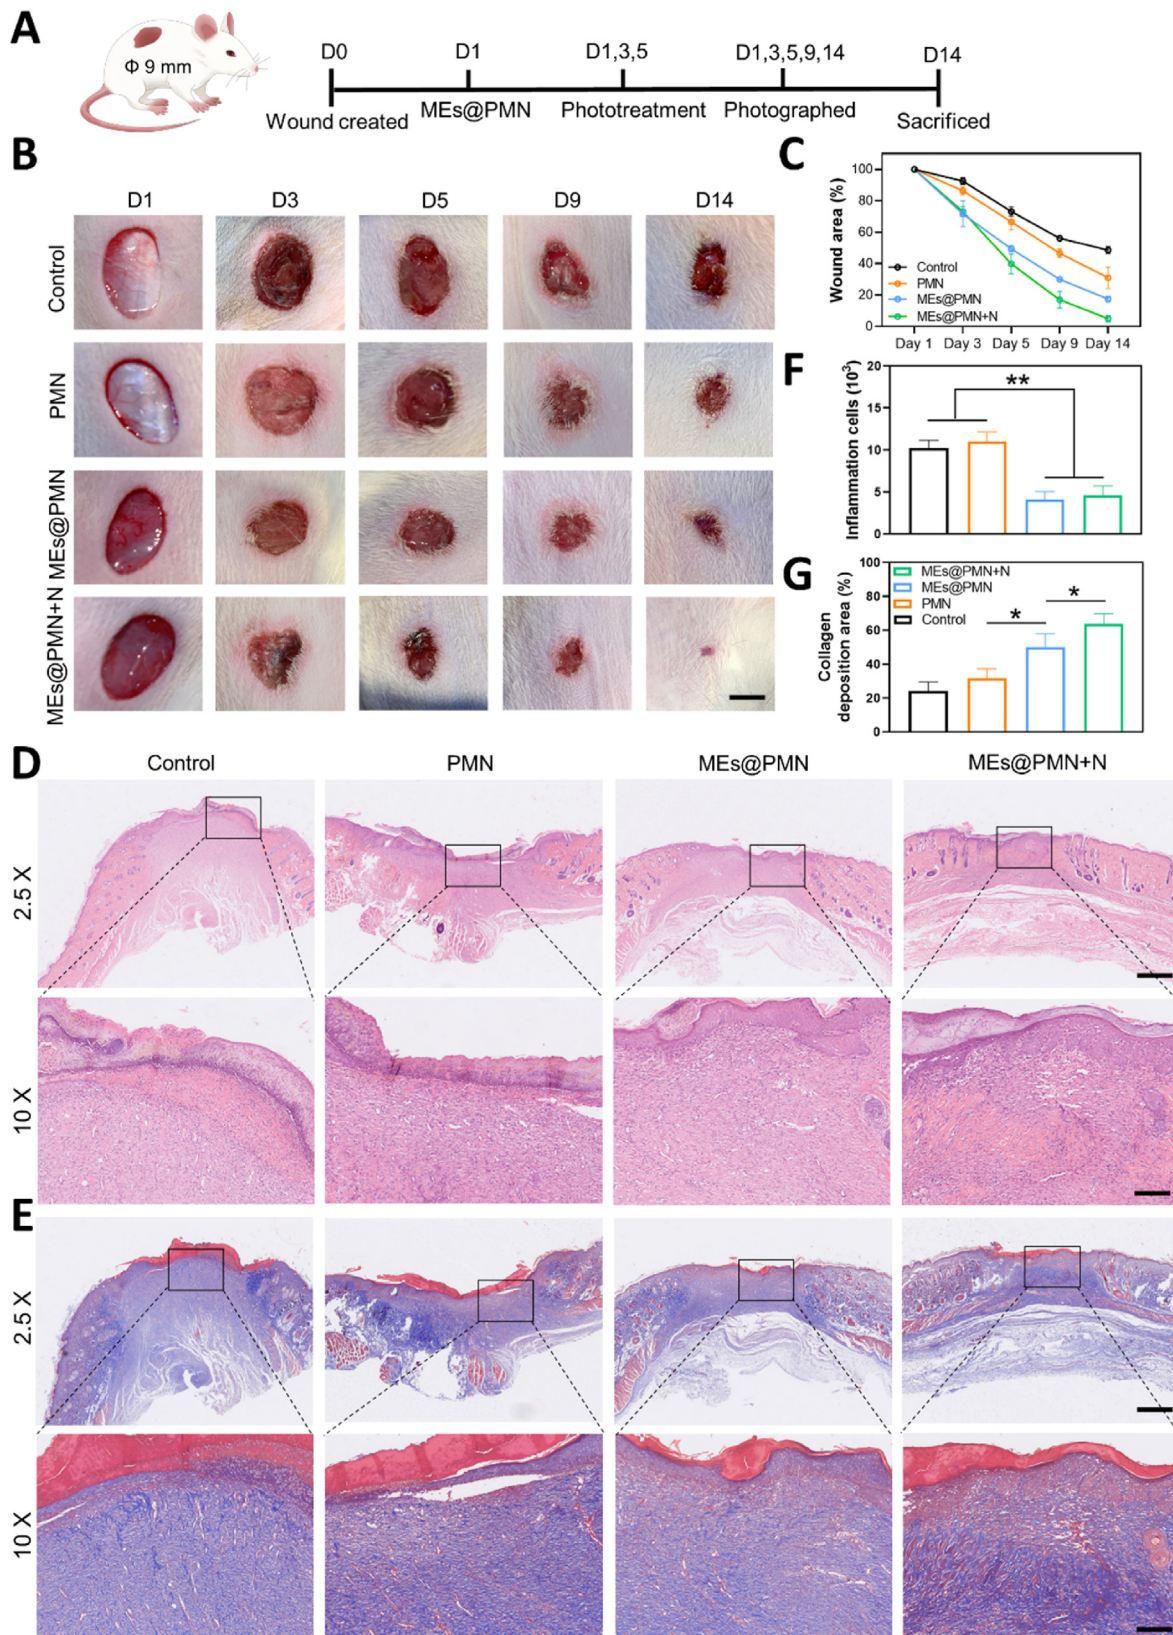 A
Φ 9 mm
D0 D1 D1,3,5 D1,3,5,9,14 D14
Wound created MEs@PMN Phototreatment Photographed Sacrificed
B
D1 D3 D5 D9 D14
Control
PMN
MEs@PMN
MEs@PMN+N
C
Wound area (%)
100
80
60
40
20
0
Control
PMN
MEs@PMN
MEs@PMN+N
Day 1 Day 3 Day 5 Day 9 Day 14
F
Inflammation cells (10³)
20
15
10
5
0
**
G
Collagen
deposition area (%)
100
80
60
40
20
0
MEs@PMN+N
MEs@PMN
PMN
Control
*
*
D
Control PMN MEs@PMN MEs@PMN+N
2.5 X
10 X
E
2.5 X
10 X